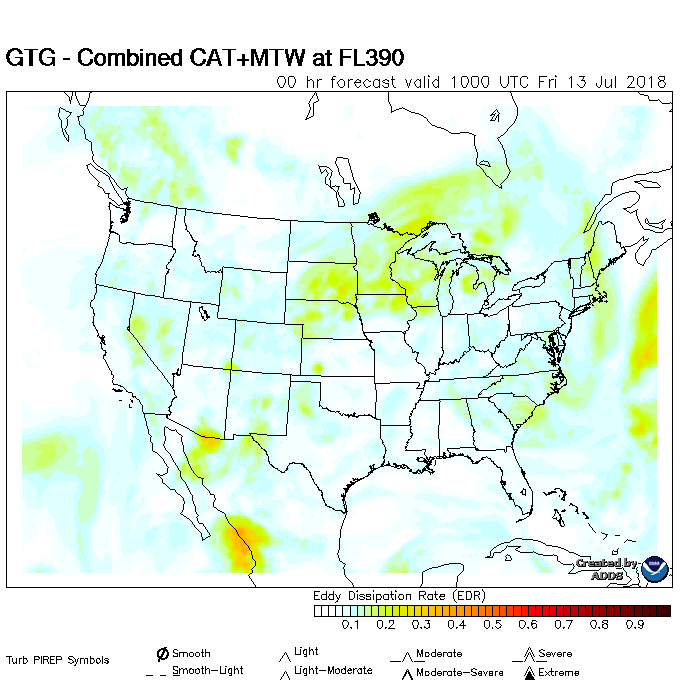 GTG - Combined CAT+MTW at FL390
00 hr forecast valid 1000 UTC Fri 13 Jul 2018
Created by
ADDS
Eddy Dissipation Rate (EDR)
0.1 0.2 0.3 0.4 0.5 0.6 0.7 0.8 0.9
Turb PIREP Symbols
Smooth Light Moderate Severe
Smooth-Light Light-Moderate Moderate-Severe Extreme